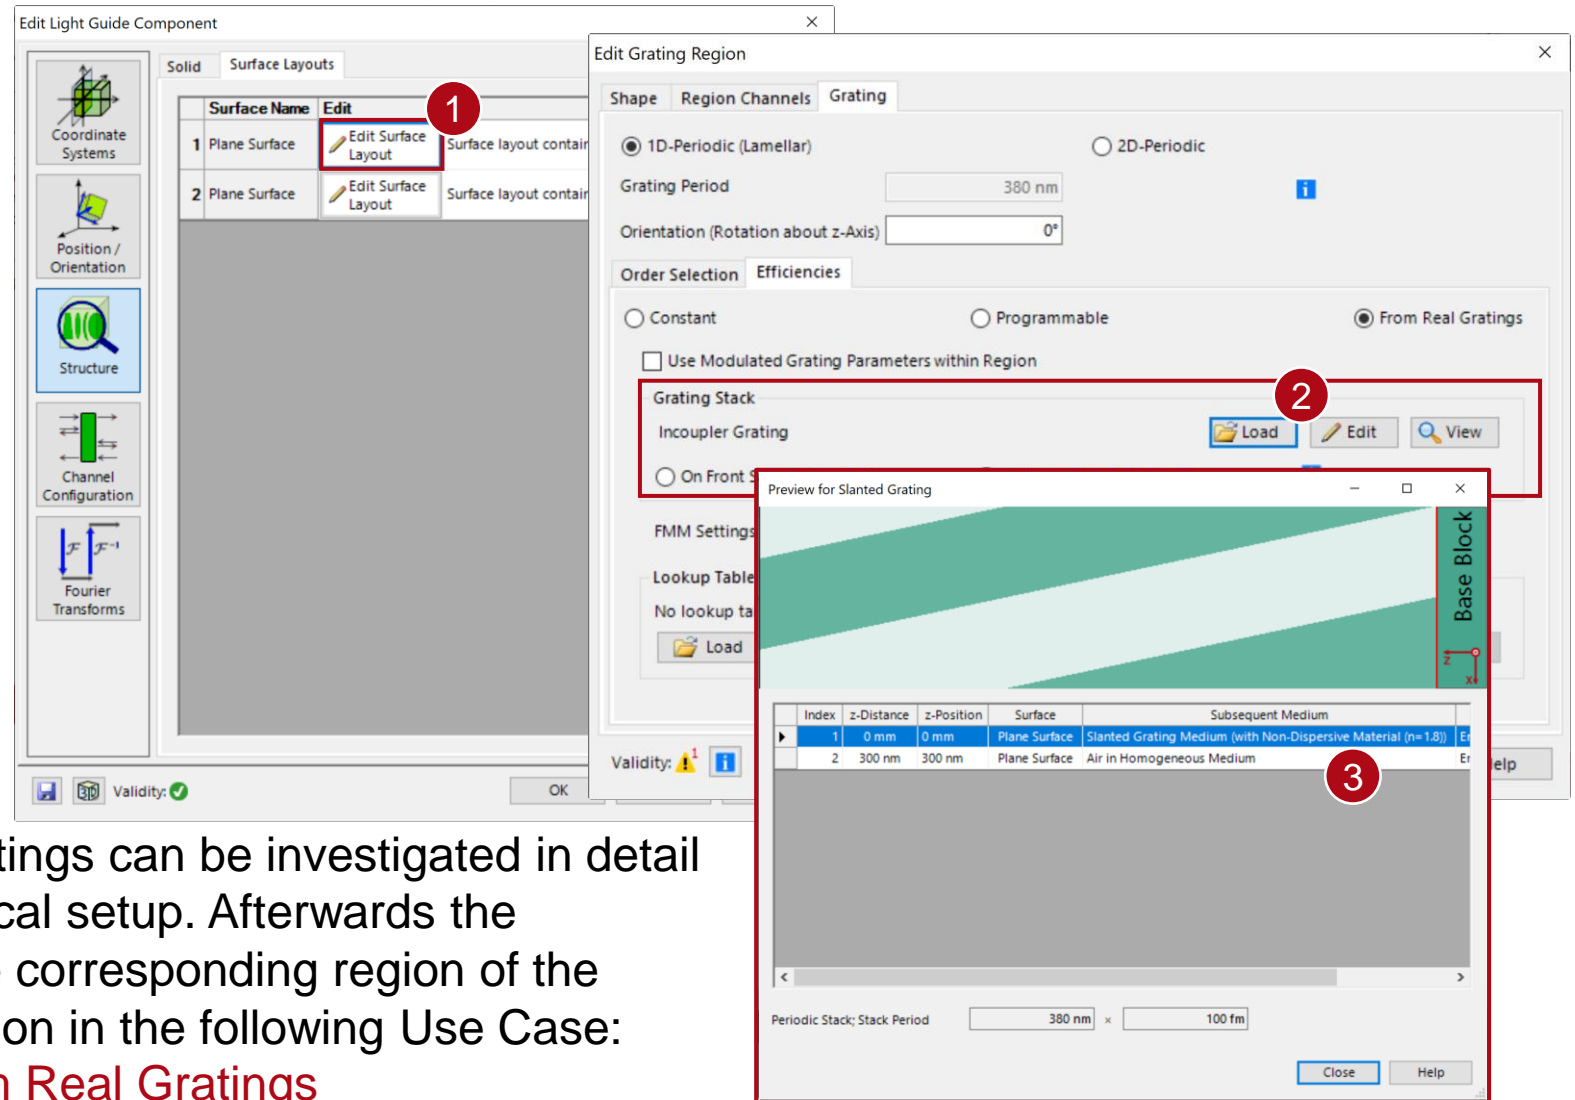 Edit Light Guide Component
Coordinate
Systems
Position /
Orientation
Structure
Channel
Configuration
Fourier
Transforms
Solid Surface Layouts
Surface Name Edit
1
1 Plane Surface Edit Surface
Layout Surface layout contain
2 Plane Surface Edit Surface
Layout Surface layout contain
Validity:
OK
Edit Grating Region
Shape Region Channels Grating
1D-Periodic (Lamellar) 2D-Periodic
Grating Period 380 nm
Orientation (Rotation about z-Axis) 0°
Order Selection Efficiencies
Constant Programmable From Real Gratings
Use Modulated Grating Parameters within Region
Grating Stack
2
Incoupler Grating Load Edit View
On Front S
FMM Settings
Lookup Table
No lookup ta
Load
Validity: 1
elp
Preview for Slanted Grating
Base Block
z
x
Index z-Distance z-Position Surface Subsequent Medium
1 0 mm 0 mm Plane Surface Slanted Grating Medium (with Non-Dispersive Material (n=1.8)) Er
2 300 nm 300 nm Plane Surface Air in Homogeneous Medium Er
3
Periodic Stack; Stack Period 380 nm × 100 fm
Close Help
tings can be investigated in detail
cal setup. Afterwards the
corresponding region of the
on in the following Use Case:
Real Gratings